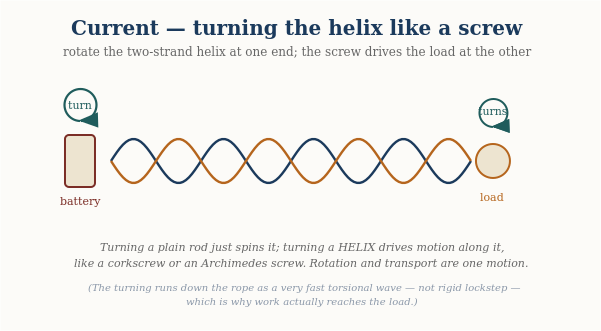 Current — turning the helix like a screw
rotate the two-strand helix at one end; the screw drives the load at the other
turn
turns
battery
load
Turning a plain rod just spins it; turning a HELIX drives motion along it,
like a corkscrew or an Archimedes screw. Rotation and transport are one motion.
(The turning runs down the rope as a very fast torsional wave — not rigid lockstep —
which is why work actually reaches the load.)